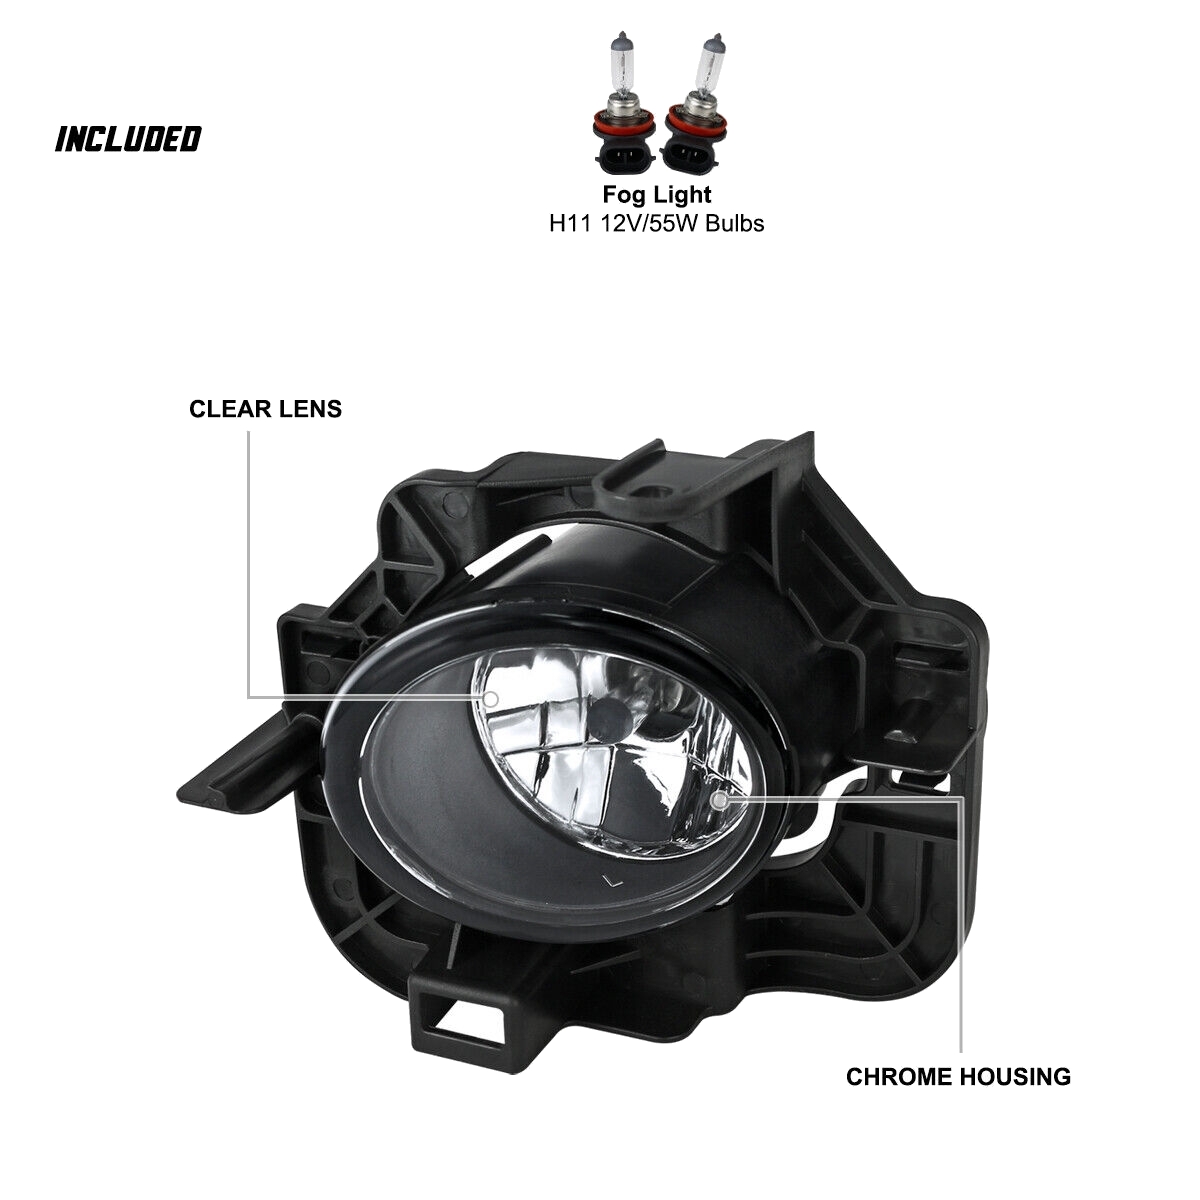 INCLUDED
Fog Light
H11 12V/55W Bulbs
CLEAR LENS
L
CHROME HOUSING